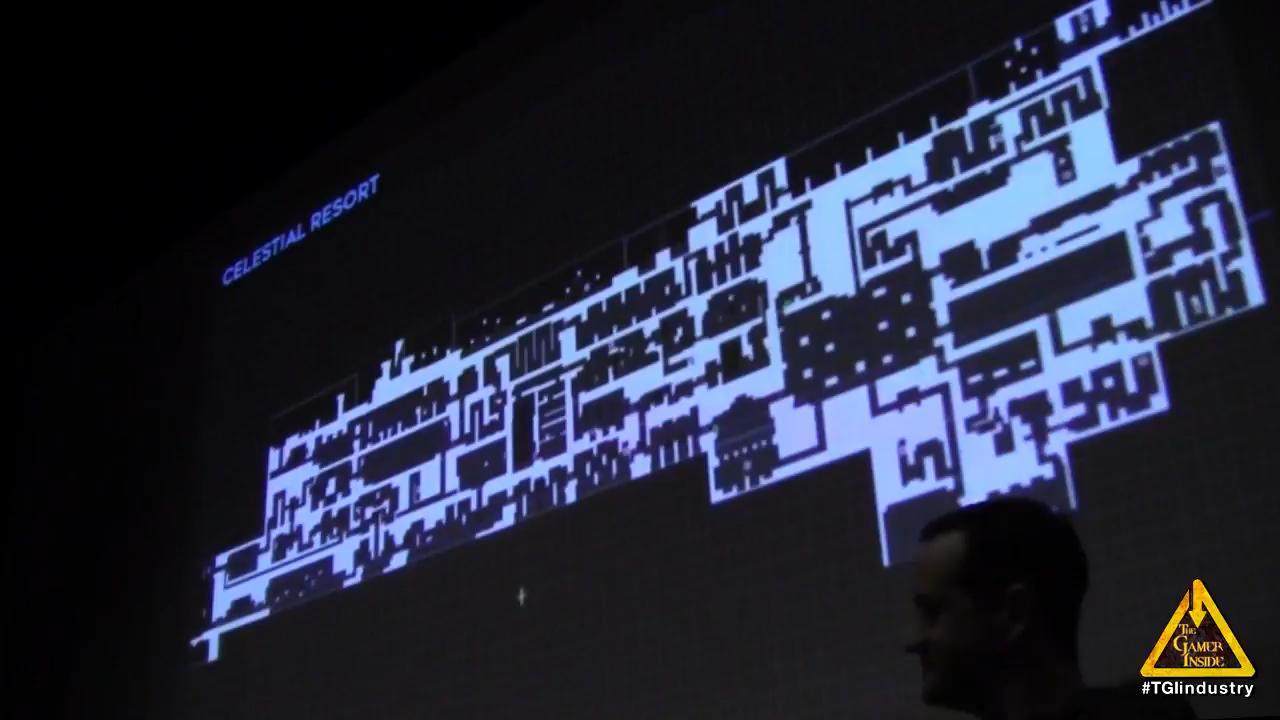 CELESTIAL RESORT
THE
GAMER
INSIDE
#TGIindustry